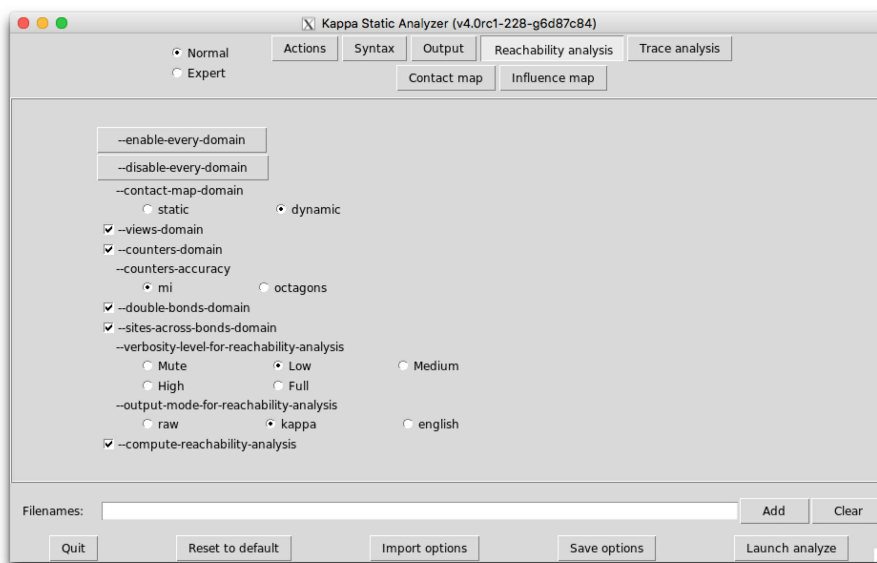 Kappa Static Analyzer (v4.0rc1-228-g6d87c84)
Normal Actions Syntax Output Reachability analysis Trace analysis
Expert Contact map Influence map
--enable-every-domain
--disable-every-domain
--contact-map-domain
static dynamic
--views-domain
--counters-domain
--counters-accuracy
mi octagons
--double-bonds-domain
--sites-across-bonds-domain
--verbosity-level-for-reachability-analysis
Mute Low Medium
High Full
--output-mode-for-reachability-analysis
raw kappa english
--compute-reachability-analysis
Filenames: Add Clear
Quit Reset to default Import options Save options Launch analyze